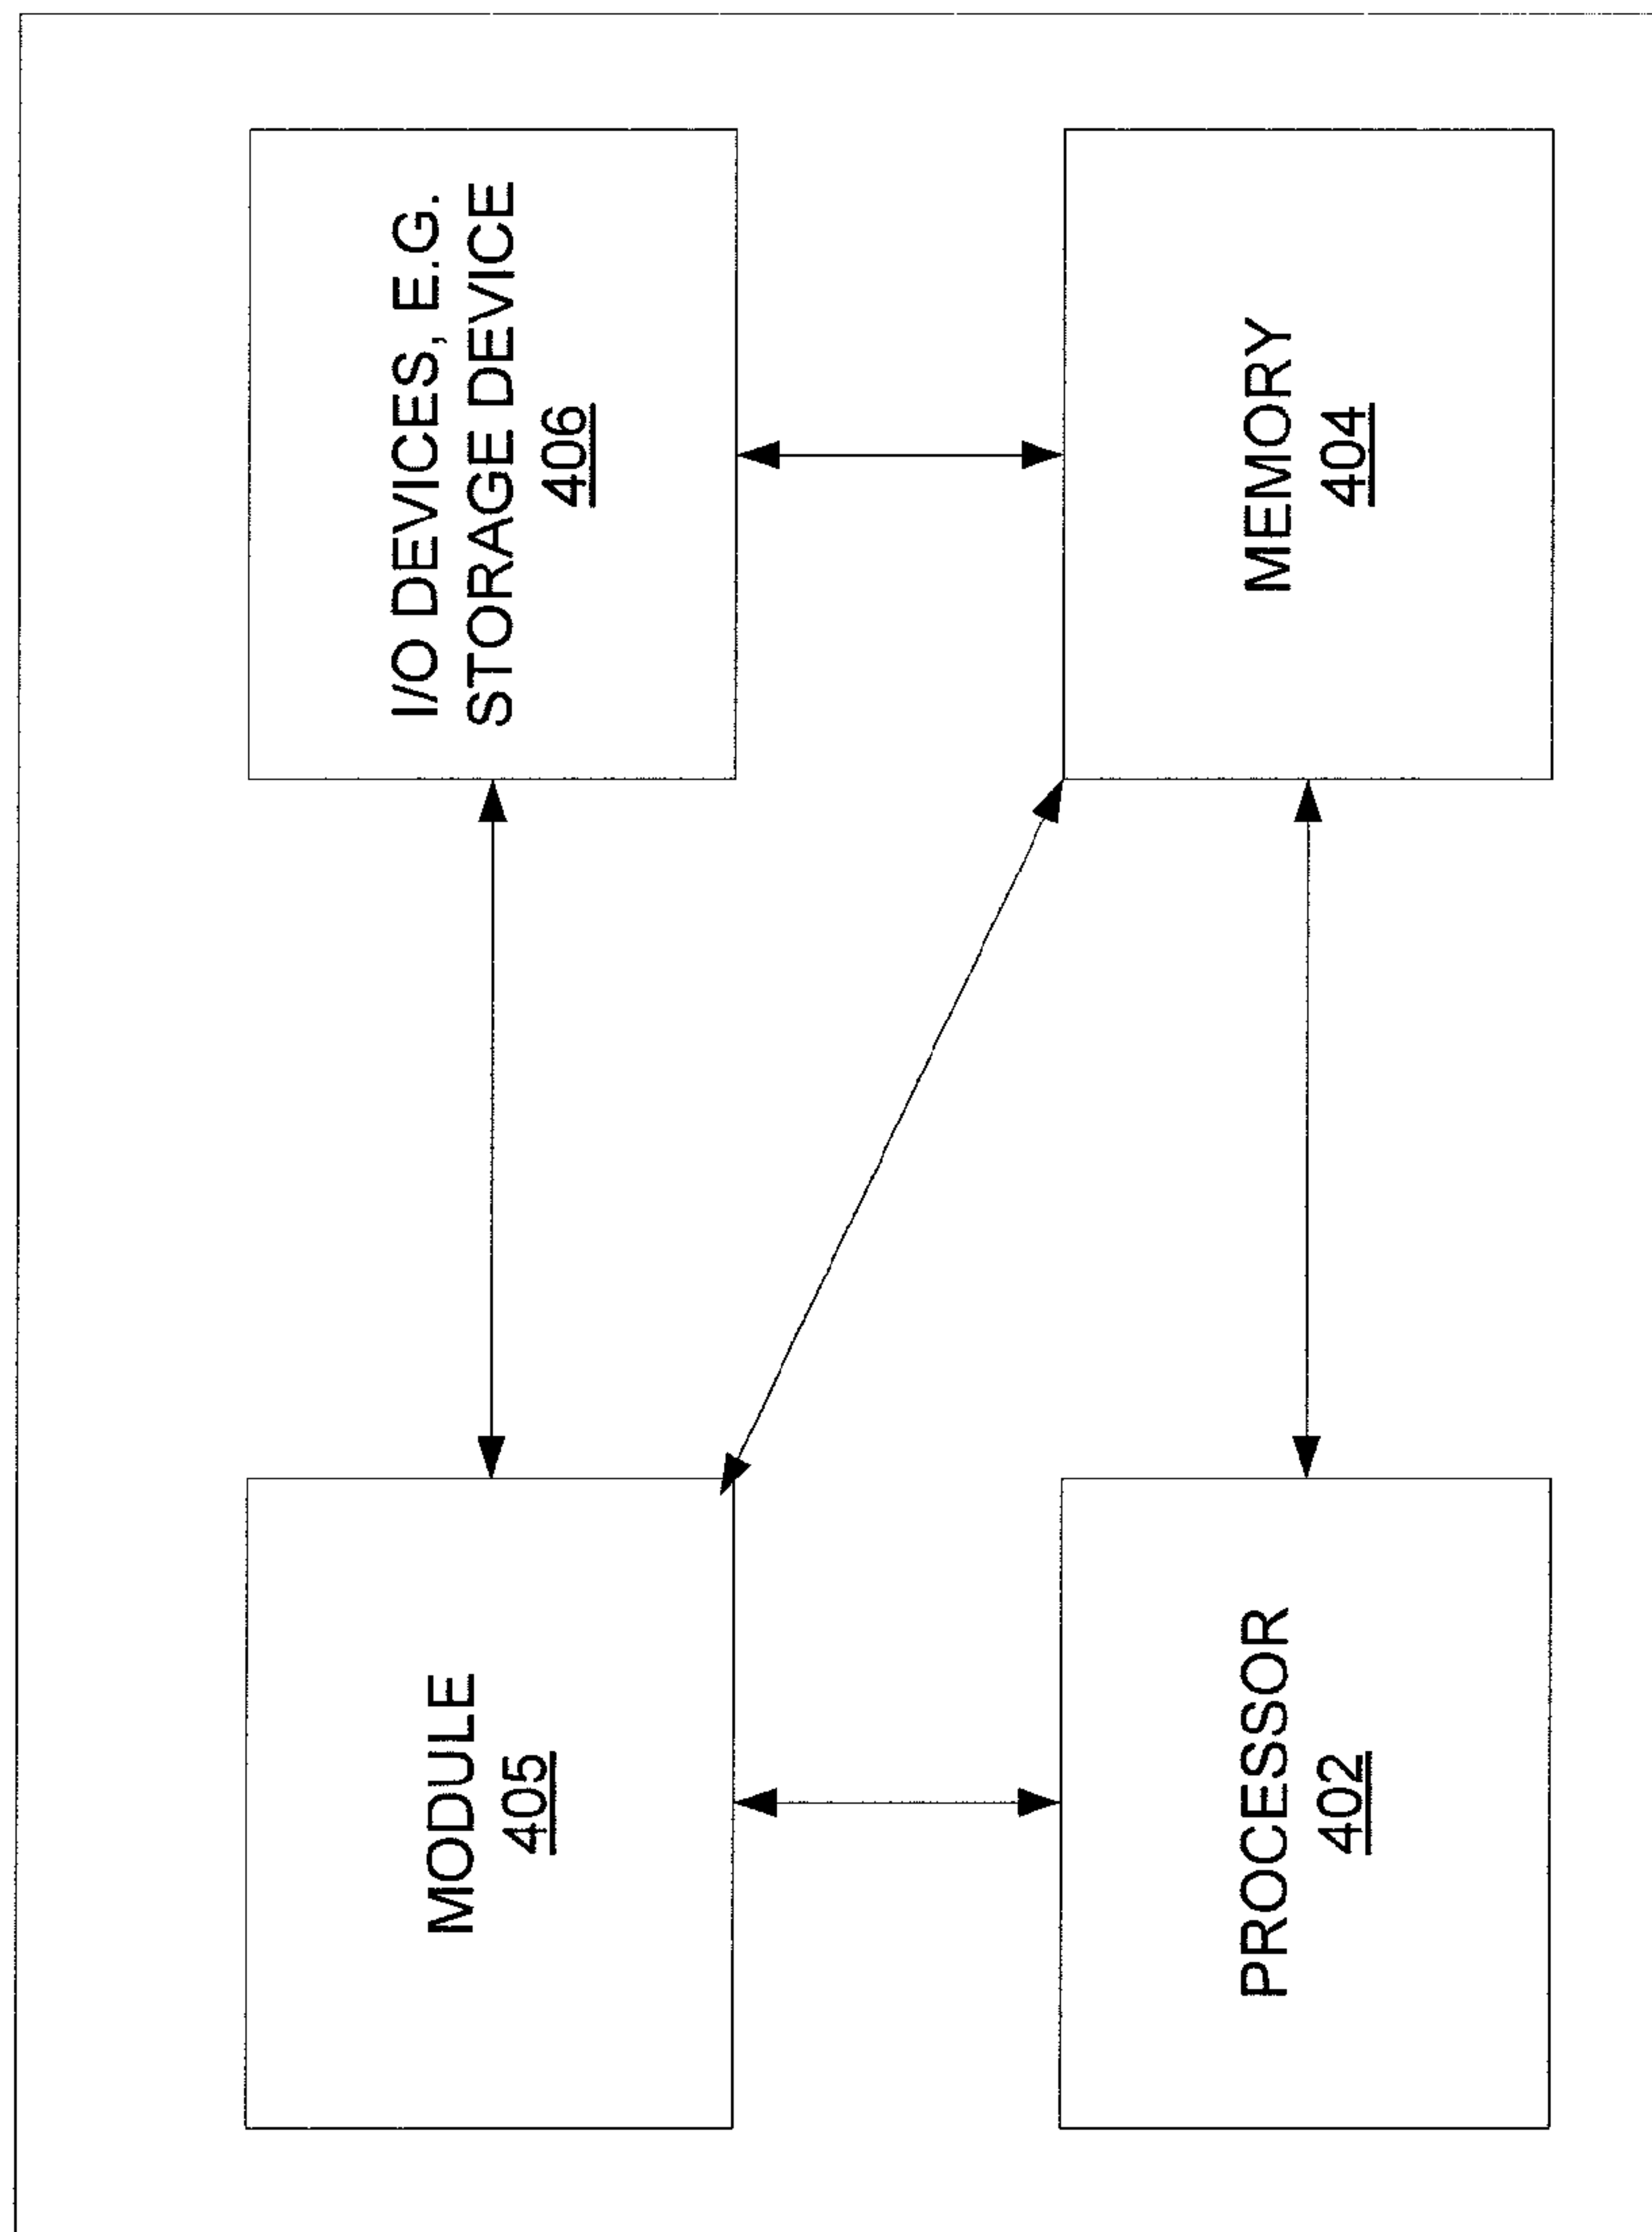 MODULE
405
I/O DEVICES, E.G.
STORAGE DEVICE
406
PROCESSOR
402
MEMORY
404